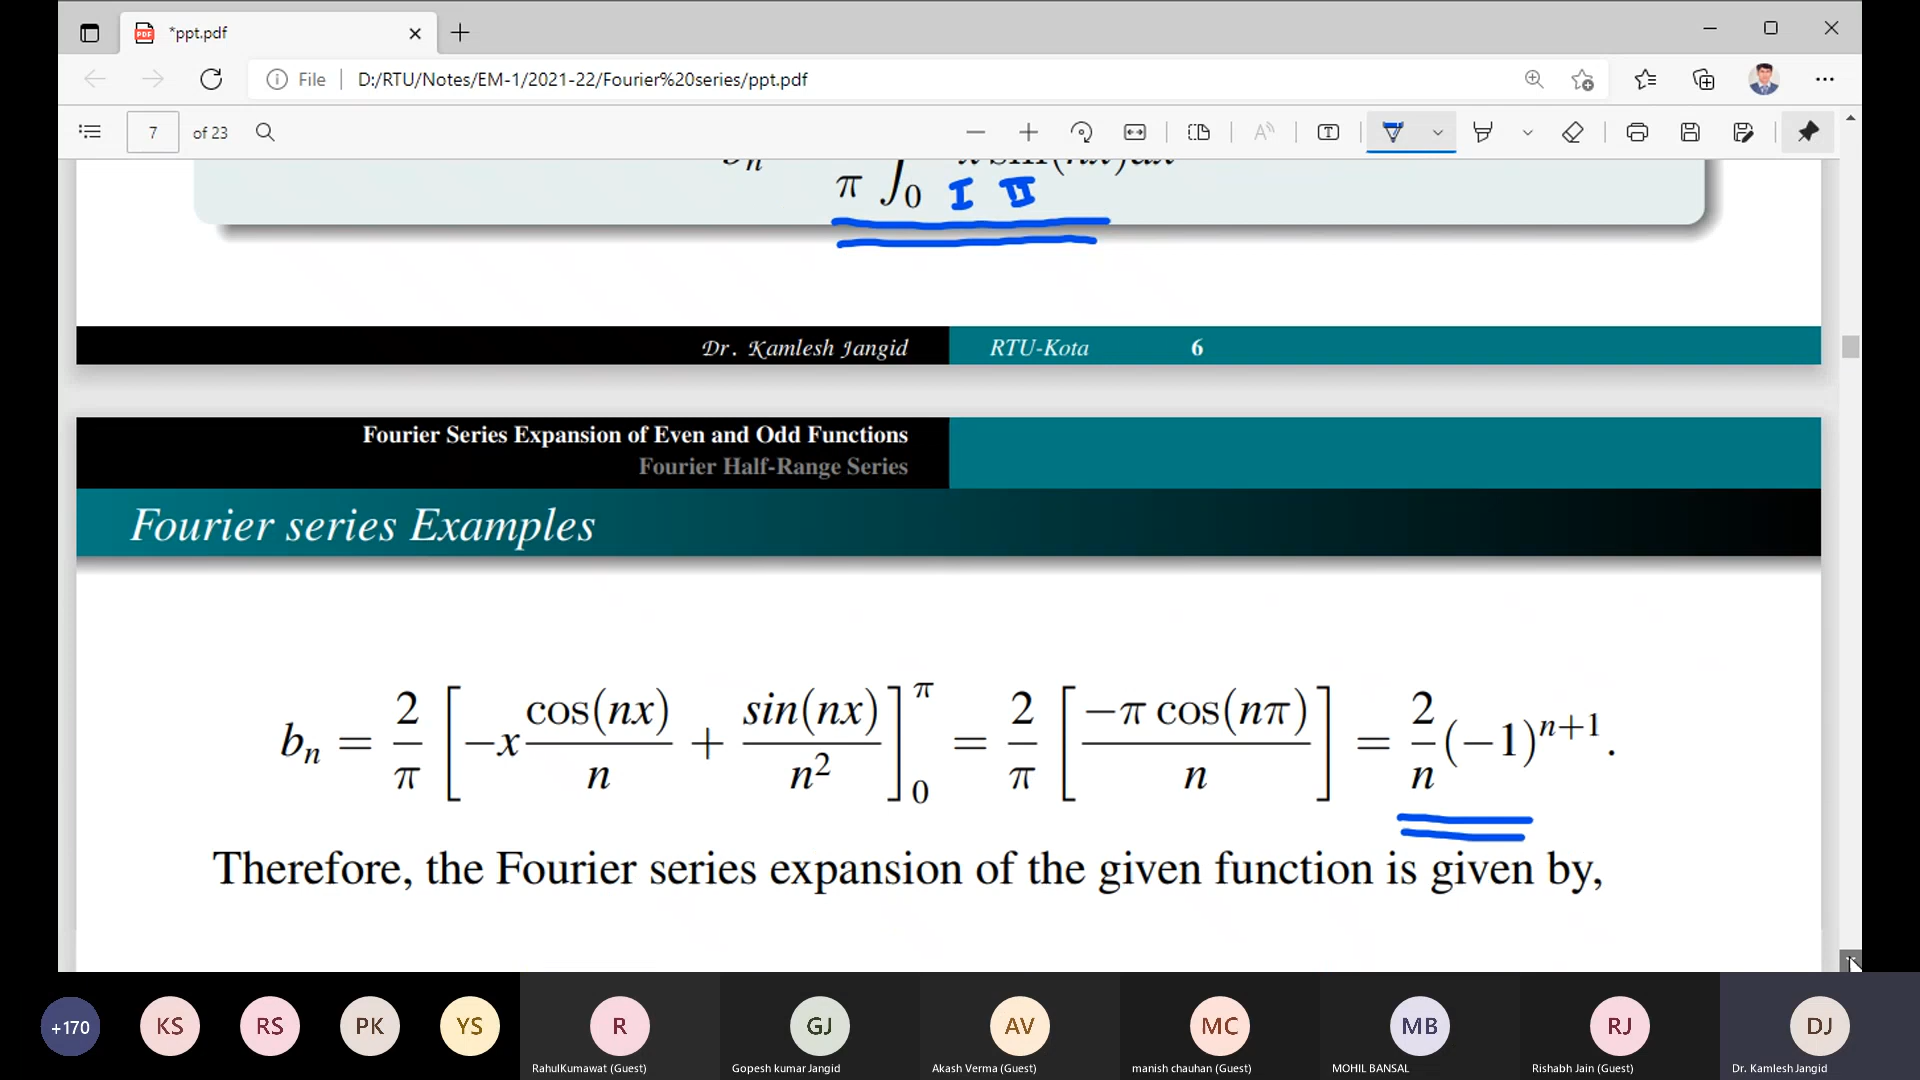 *ppt.pdf
File D:/RTU/Notes/EM-1/2021-22/Fourier%20series/ppt.pdf
7 of 23
π ∫0 I II
Dr. Kamlesh Jangid RTU-Kota 6
Fourier Series Expansion of Even and Odd Functions
Fourier Half-Range Series
Fourier series Examples
bn = 2/π [−x cos(nx)/n + sin(nx)/n²]₀^π = 2/π [−π cos(nπ)/n] = 2/n (−1)^{n+1}.
Therefore, the Fourier series expansion of the given function is given by,
+170 KS RS PK YS R GJ AV MC MB RJ DJ
RahulKumawat (Guest) Gopesh kumar Jangid Akash Verma (Guest) manish chauhan (Guest) MOHIL BANSAL Rishabh Jain (Guest) Dr. Kamlesh Jangid